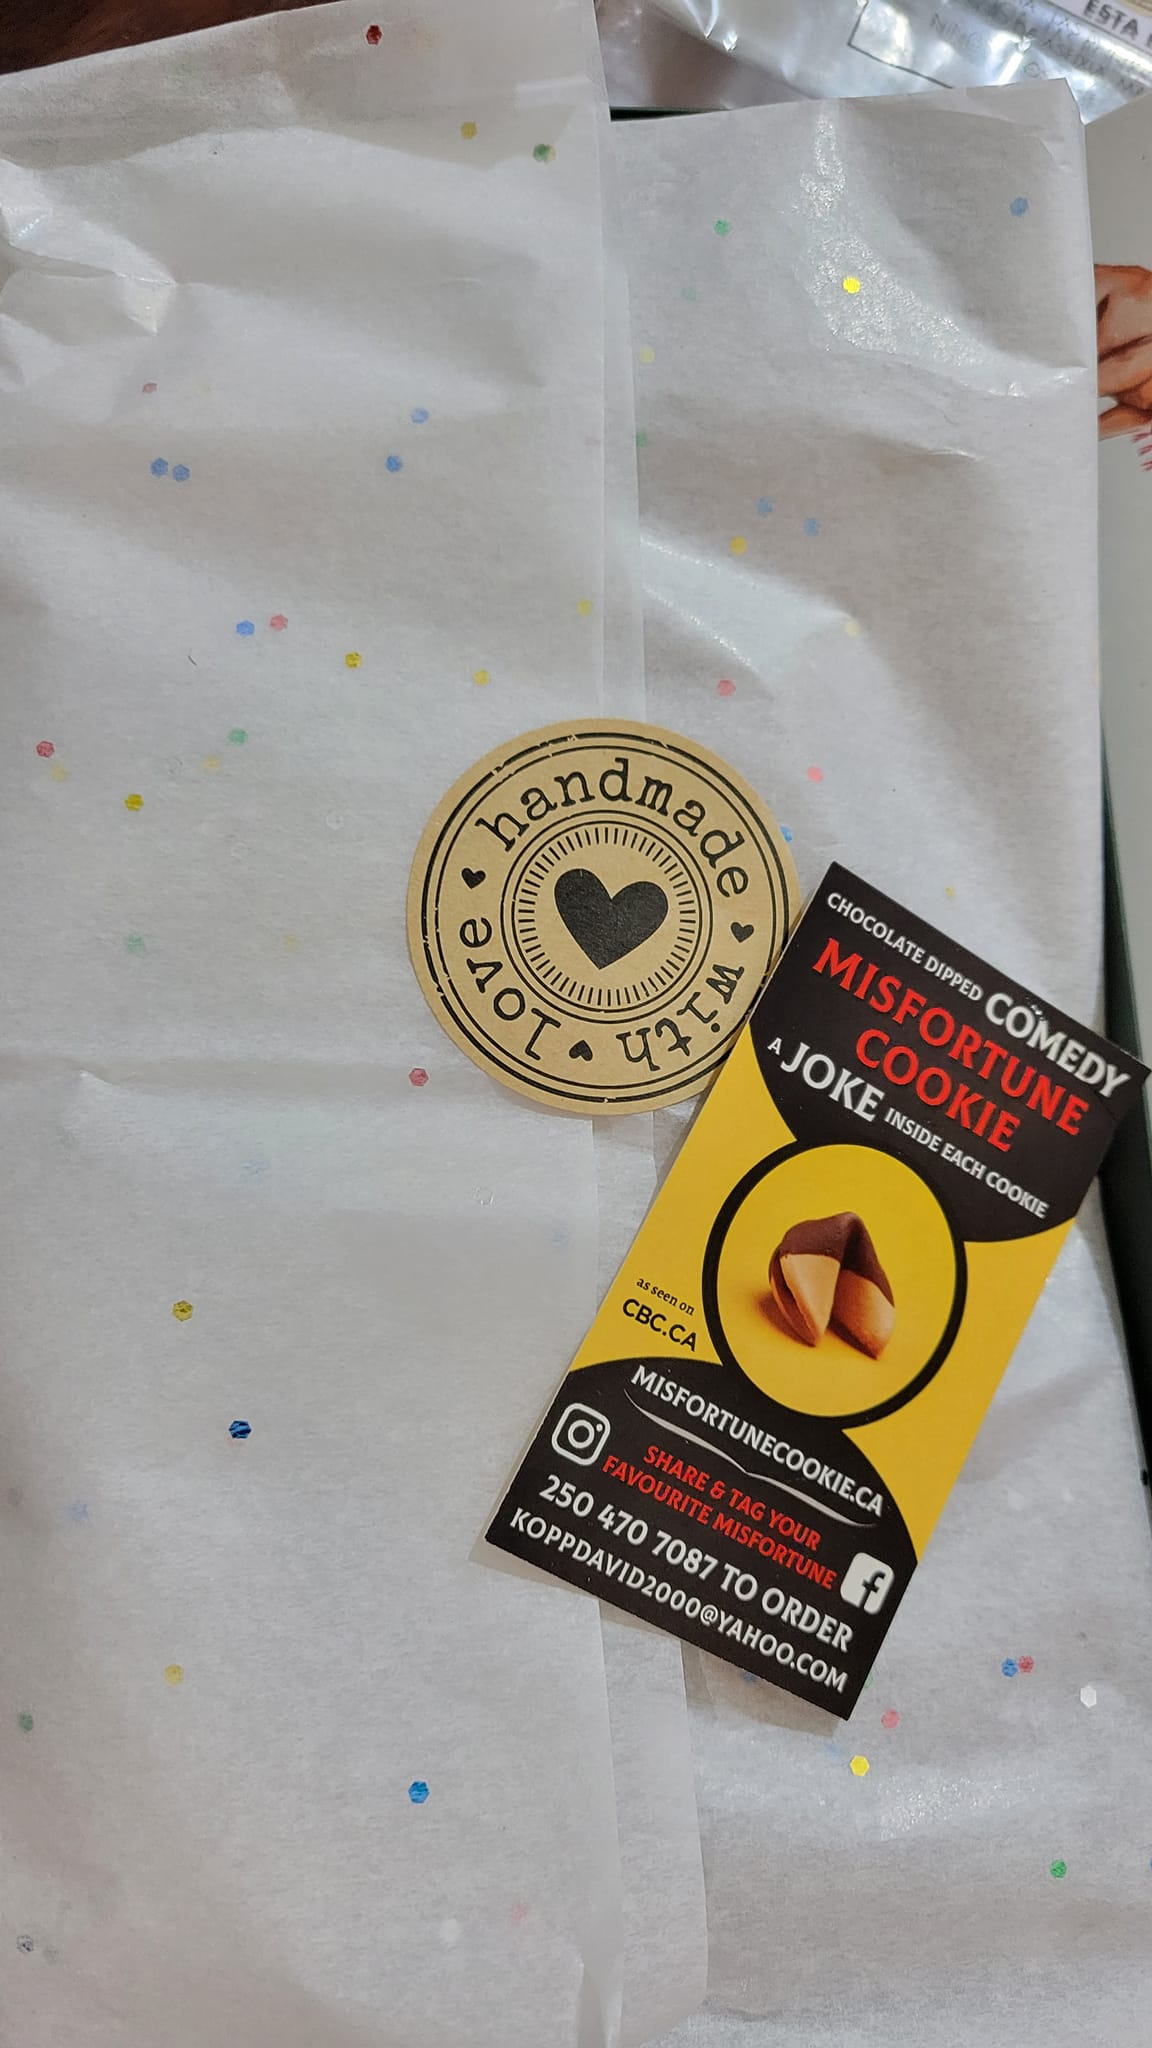 ESTA
handmade
with
love
CHOCOLATE DIPPED COMEDY
MISFORTUNE
COOKIE
A JOKE INSIDE EACH COOKIE
as seen on
CBC.CA
MISFORTUNECOOKIE.CA
SHARE & TAG YOUR
FAVOURITE MISFORTUNE
250 470 7087 TO ORDER
KOPPDAVID2000@YAHOO.COM